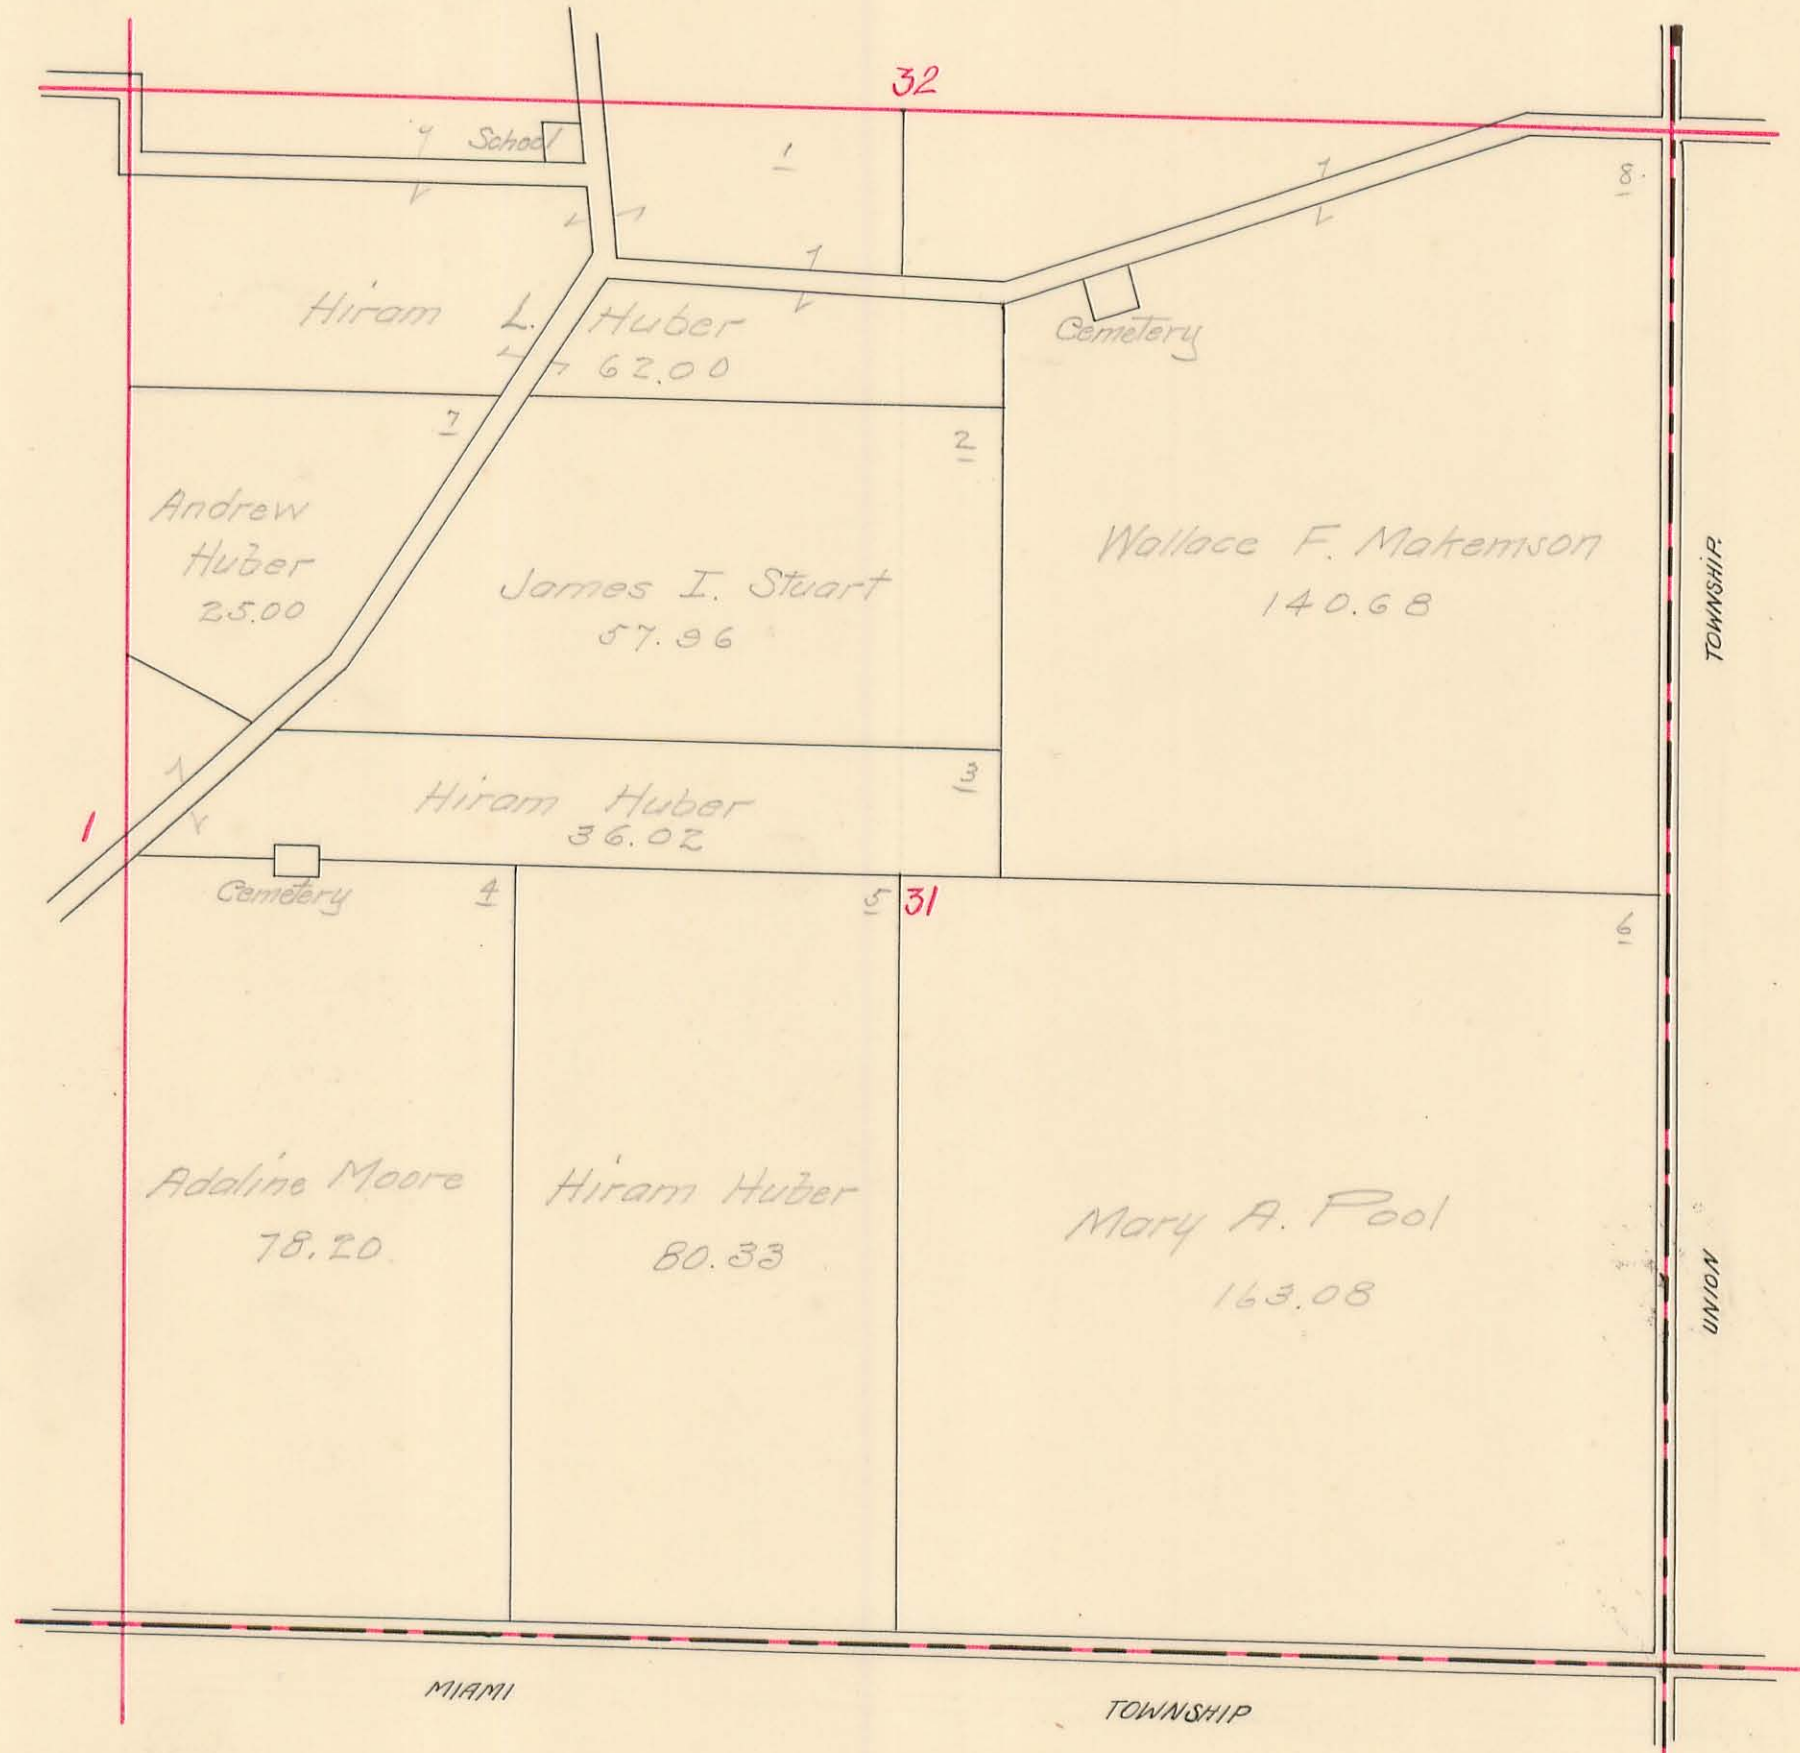 32
School
1
8.
Hiram L. Huber
62.00
Cemetery
7
2
Andrew
Huber
25.00
James I. Stuart
57.96
Wallace F. Makemson
140.68
TOWNSHIP.
3
Hiram Huber
36.02
1
Cemetery
4
5
31
6
Adaline Moore
78.20
Hiram Huber
80.33
Mary A. Pool
163.08
UNION
MIAMI
TOWNSHIP